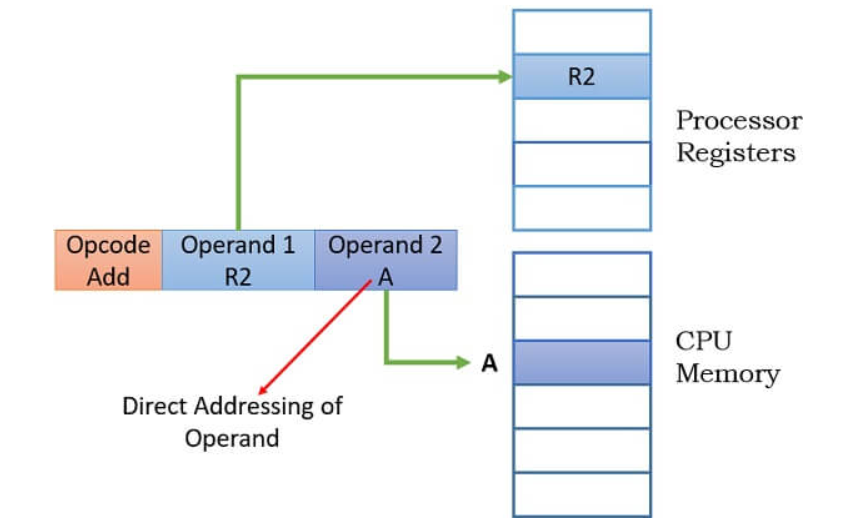 R2
Processor
Registers
Opcode
Add
Operand 1
R2
Operand 2
A
A
CPU
Memory
Direct Addressing of
Operand